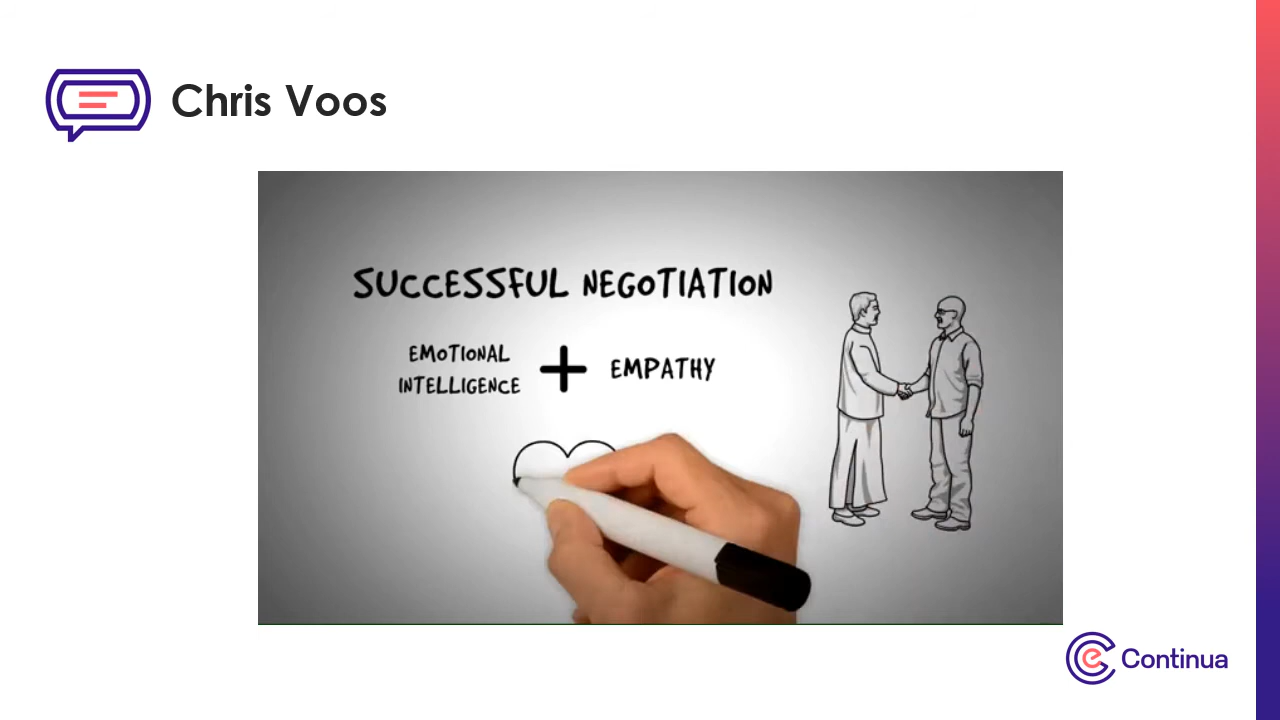 Chris Voos
SUCCESSFUL NEGOTIATION
EMOTIONAL
INTELLIGENCE
+
EMPATHY
e
Continua